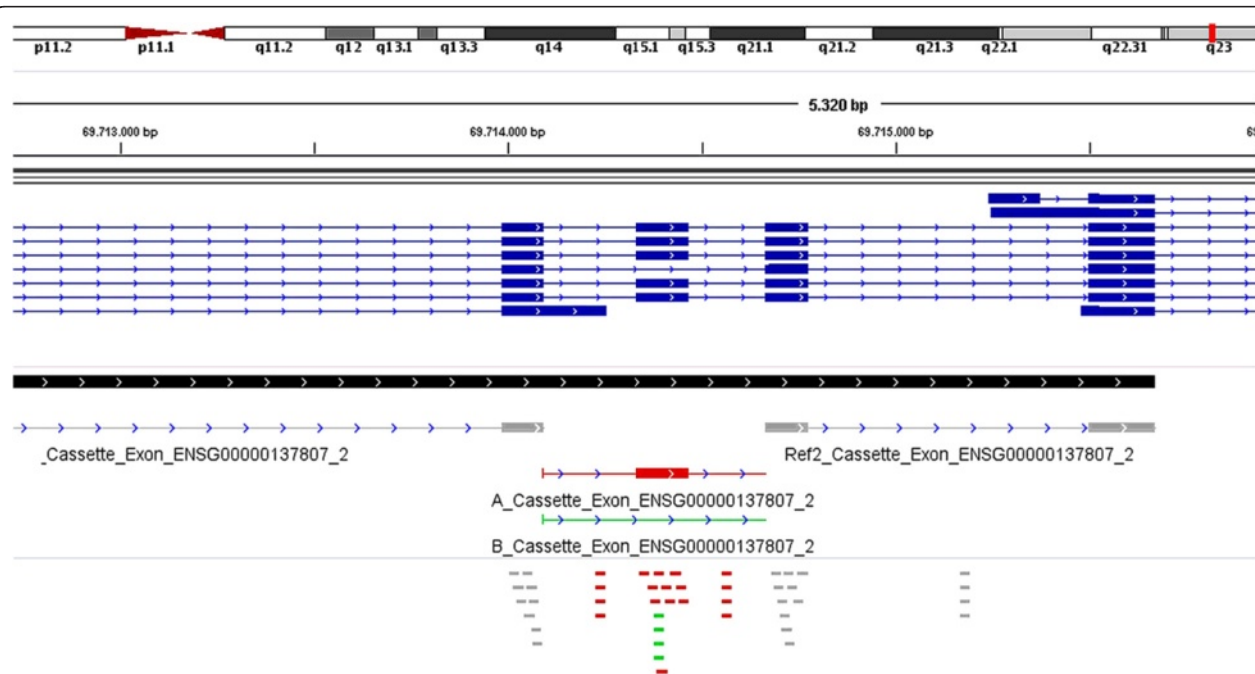 p11.2 p11.1 q11.2 q12 q13.1 q13.3 q14 q15.1 q15.3 q21.1 q21.2 q21.3 q22.1 q22.31 q23
5.320 bp
69.713.000 bp 69.714.000 bp 69.715.000 bp 69
_Cassette_Exon_ENSG00000137807_2 Ref2_Cassette_Exon_ENSG00000137807_2
A_Cassette_Exon_ENSG00000137807_2
B_Cassette_Exon_ENSG00000137807_2